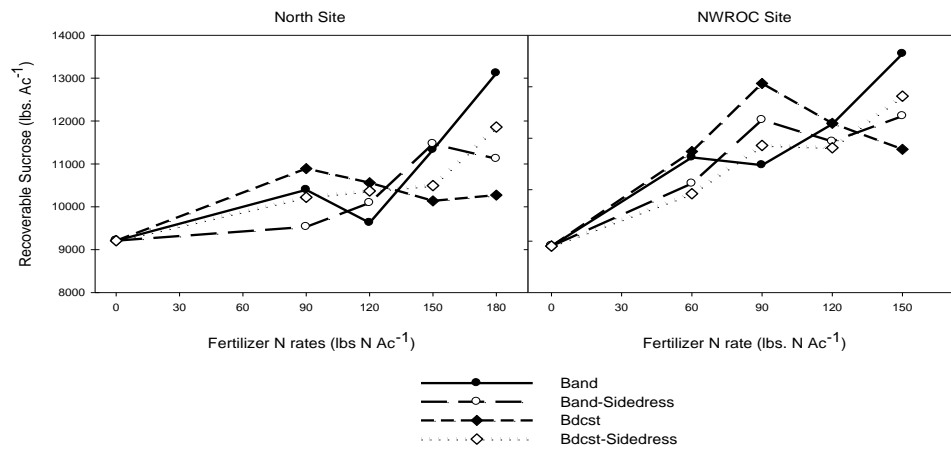 North Site
NWROC Site
Recoverable Sucrose (lbs. Ac⁻¹)
14000
13000
12000
11000
10000
9000
8000
0 30 60 90 120 150 180
0 30 60 90 120 150
Fertilizer N rates (lbs N Ac⁻¹)
Fertilizer N rate (lbs. N Ac⁻¹)
Band
Band-Sidedress
Bdcst
Bdcst-Sidedress